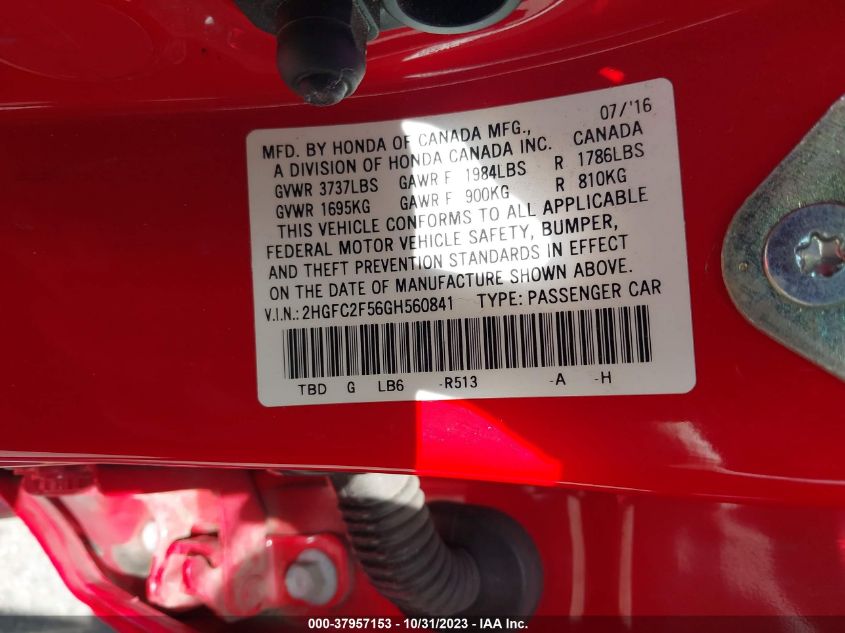 07/'16
MFD. BY HONDA OF CANADA MFG.,
A DIVISION OF HONDA CANADA INC. CANADA
GVWR 3737LBS GAWR F 1984LBS R 1786LBS
GVWR 1695KG GAWR F 900KG R 810KG
THIS VEHICLE CONFORMS TO ALL APPLICABLE
FEDERAL MOTOR VEHICLE SAFETY, BUMPER,
AND THEFT PREVENTION STANDARDS IN EFFECT
ON THE DATE OF MANUFACTURE SHOWN ABOVE.
V.I.N.: 2HGFC2F56GH560841 TYPE: PASSENGER CAR
TBD G LB6 -R513 -A -H
000-37957153 - 10/31/2023 - IAA Inc.